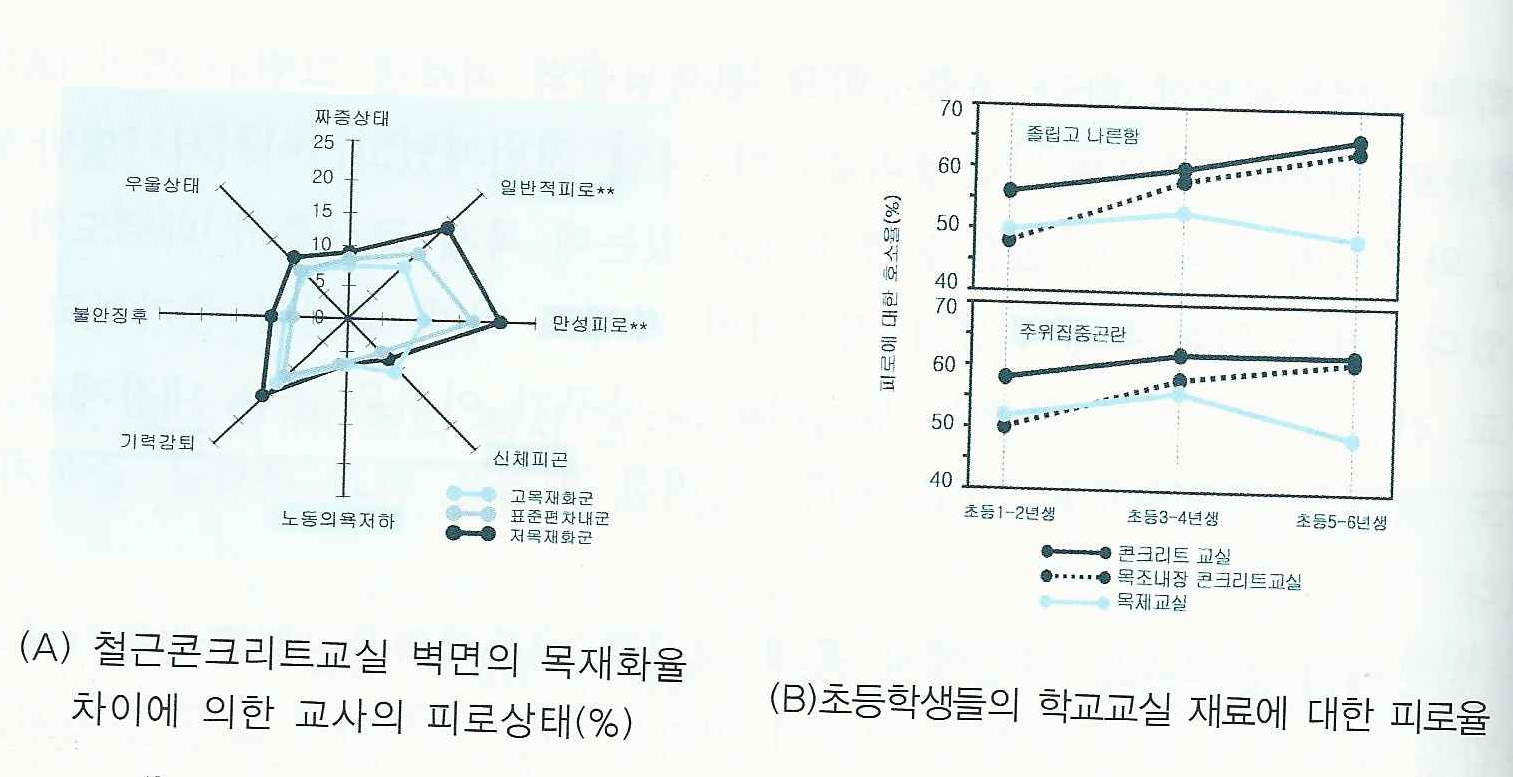 짜증상태
25
20
15
10
5
0
우울상태
일반적피로**
불안징후
만성피로**
기력감퇴
신체피곤
노동의욕저하
고목재화군
표준편차내군
저목재화군
(A) 철근콘크리트교실 벽면의 목재화율
차이에 의한 교사의 피로상태(%)
피로에 대한 호소율(%)
70
60
50
40
졸립고 나른함
70
60
50
40
주위집중곤란
초등1-2년생
초등3-4년생
초등5-6년생
콘크리트 교실
목조내장 콘크리트교실
목제교실
(B)초등학생들의 학교교실 재료에 대한 피로율